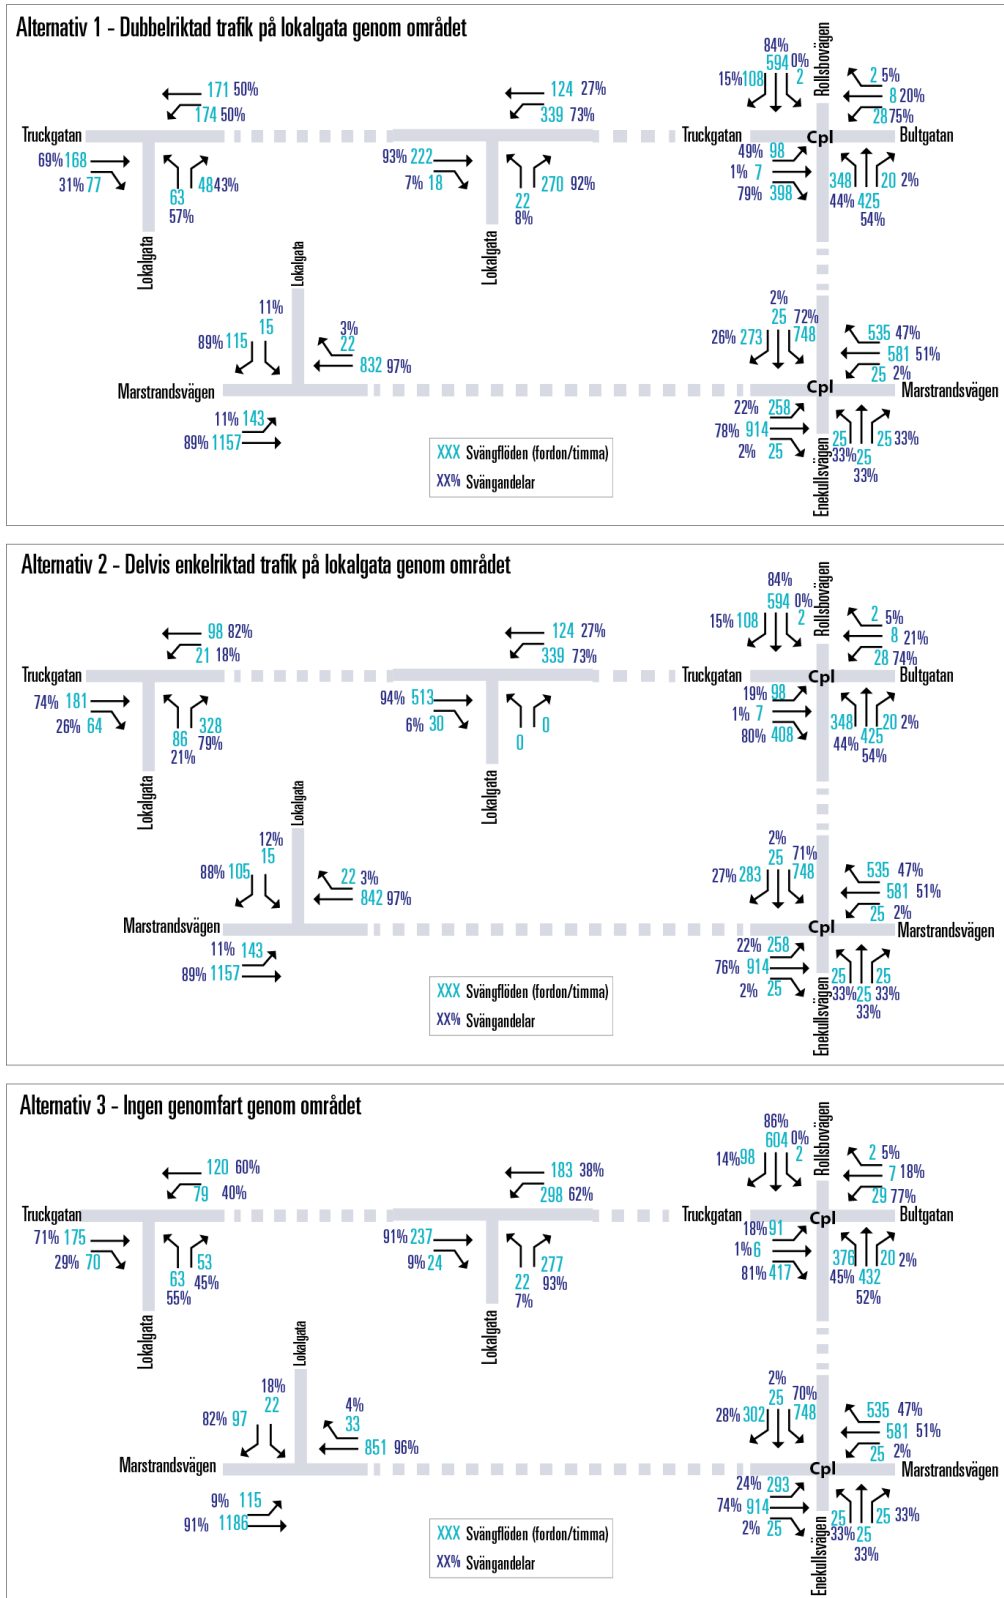 Alternativ 1 - Dubbelriktad trafik på lokalgata genom området
Rollsbovägen
84%
15% 108 594 0% 2
2 5%
8 20%
28 75%
171 50%
174 50%
124 27%
339 73%
Truckgatan
Truckgatan
Cpl
Bultgatan
69% 168
31% 77
63
57%
48 43%
93% 222
7% 18
22
8%
270 92%
49% 98
1% 7
79% 398
348
44% 425
54%
20 2%
Lokalgata
Lokalgata
Lokalgata
11%
89% 115 15
3%
22
832 97%
2%
26% 273 25 72% 748
535 47%
581 51%
25 2%
Marstrandsvägen
Cpl
Marstrandsvägen
11% 143
89% 1157
22% 258
78% 914
2% 25
25
33% 25
33%
25 33%
Enekullsvägen
XXX Svängflöden (fordon/timma)
XX% Svängandelar
Alternativ 2 - Delvis enkelriktad trafik på lokalgata genom området
Rollsbovägen
84%
15% 108 594 0% 2
2 5%
8 21%
28 74%
98 82%
21 18%
124 27%
339 73%
Truckgatan
Truckgatan
Cpl
Bultgatan
74% 181
26% 64
86
21%
328
79%
94% 513
6% 30
0
0
19% 98
1% 7
80% 408
348
44% 425
54%
20 2%
Lokalgata
Lokalgata
Lokalgata
12%
88% 105 15
22 3%
842 97%
2%
27% 283 25 71% 748
535 47%
581 51%
25 2%
Marstrandsvägen
Cpl
Marstrandsvägen
11% 143
89% 1157
22% 258
76% 914
2% 25
25
33% 25 33%
33%
25
Enekullsvägen
XXX Svängflöden (fordon/timma)
XX% Svängandelar
Alternativ 3 - Ingen genomfart genom området
Rollsbovägen
86%
14% 98 604 0% 2
2 5%
7 18%
29 77%
120 60%
79 40%
183 38%
298 62%
Truckgatan
Truckgatan
Cpl
Bultgatan
71% 175
29% 70
63
55%
53
45%
91% 237
9% 24
22
7%
277
93%
18% 91
1% 6
81% 417
376
45% 432
52%
20 2%
Lokalgata
Lokalgata
Lokalgata
18%
82% 97 22
4%
33
851 96%
2%
28% 302 25 70% 748
535 47%
581 51%
25 2%
Marstrandsvägen
Cpl
Marstrandsvägen
9% 115
91% 1186
24% 293
74% 914
2% 25
25
33% 25
33%
25 33%
Enekullsvägen
XXX Svängflöden (fordon/timma)
XX% Svängandelar